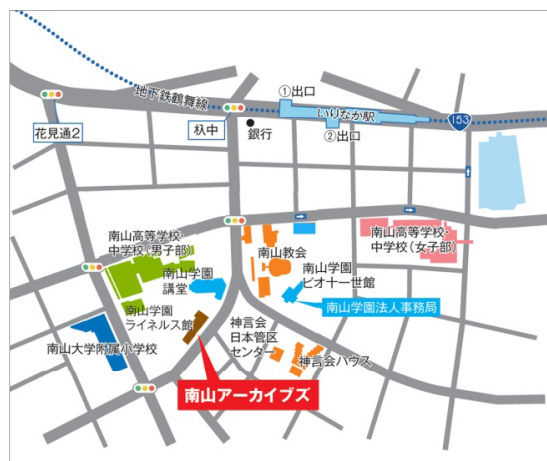 地下鉄鶴舞線
①出口
いりなか駅
153
花見通2
杁中
銀行
②出口
南山高等学校・
中学校(男子部)
南山教会
南山高等学校・
中学校(女子部)
南山学園
講堂
南山学園
ピオ十一世館
南山学園法人事務局
南山学園
ライネルス館
神言会
日本管区
センター
南山大学附属小学校
神言会ハウス
南山アーカイブズ